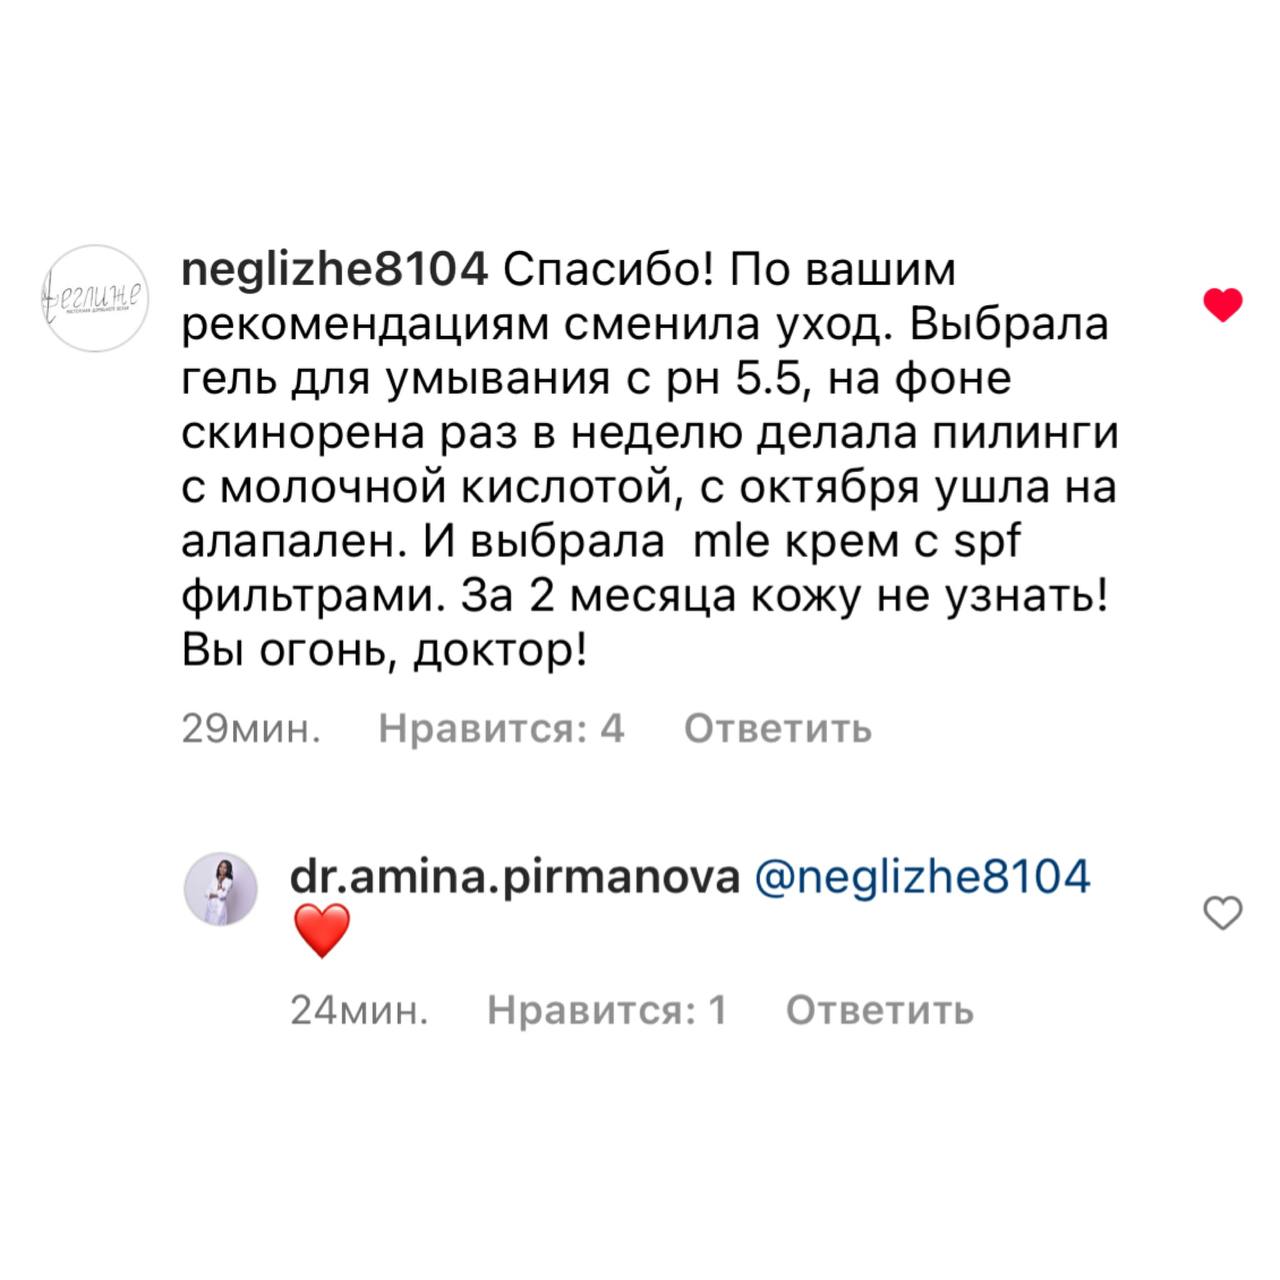 neglizhe8104 Спасибо! По вашим
рекомендациям сменила уход. Выбрала
гель для умывания с рн 5.5, на фоне
скинорена раз в неделю делала пилинги
с молочной кислотой, с октября ушла на
алапален. И выбрала  mle крем с spf
фильтрами. За 2 месяца кожу не узнать!
Вы огонь, доктор!
29мин. Нравится: 4 Ответить
dr.amina.pirmanova @neglizhe8104
❤️
24мин. Нравится: 1 Ответить